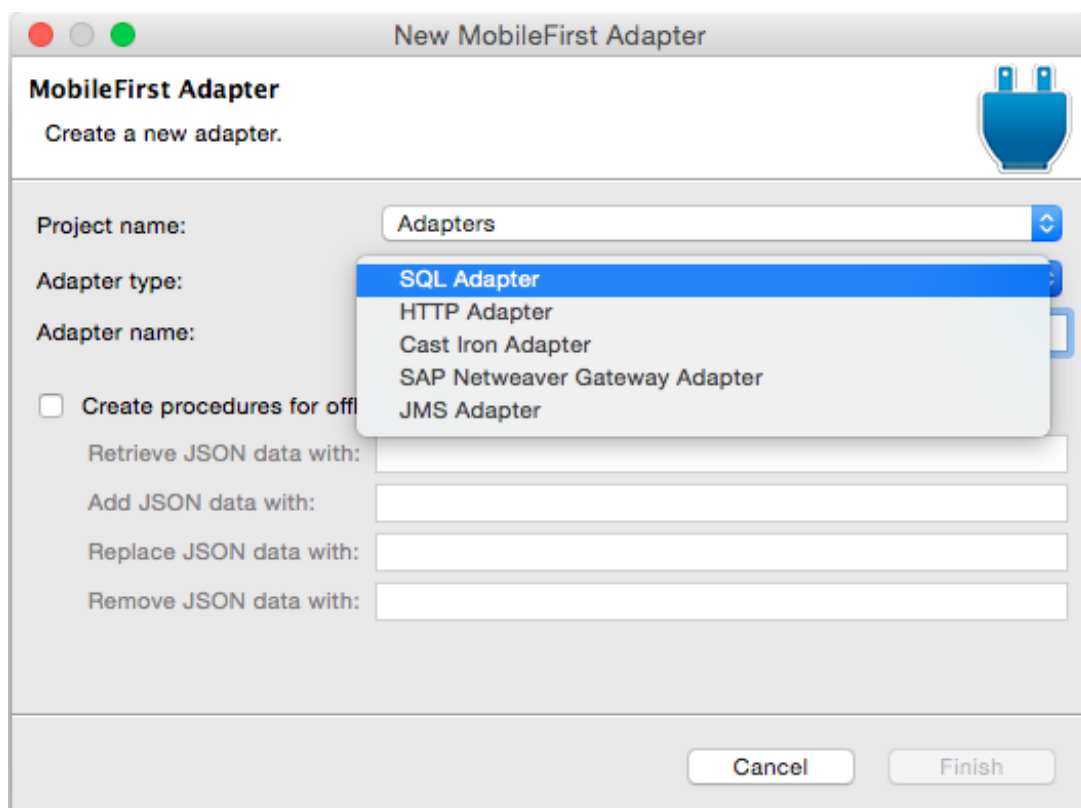 New MobileFirst Adapter
MobileFirst Adapter
Create a new adapter.
Project name: Adapters
Adapter type: SQL Adapter
HTTP Adapter
Adapter name:
Cast Iron Adapter
SAP Netweaver Gateway Adapter
Create procedures for offl
JMS Adapter
Retrieve JSON data with:
Add JSON data with:
Replace JSON data with:
Remove JSON data with:
Cancel Finish